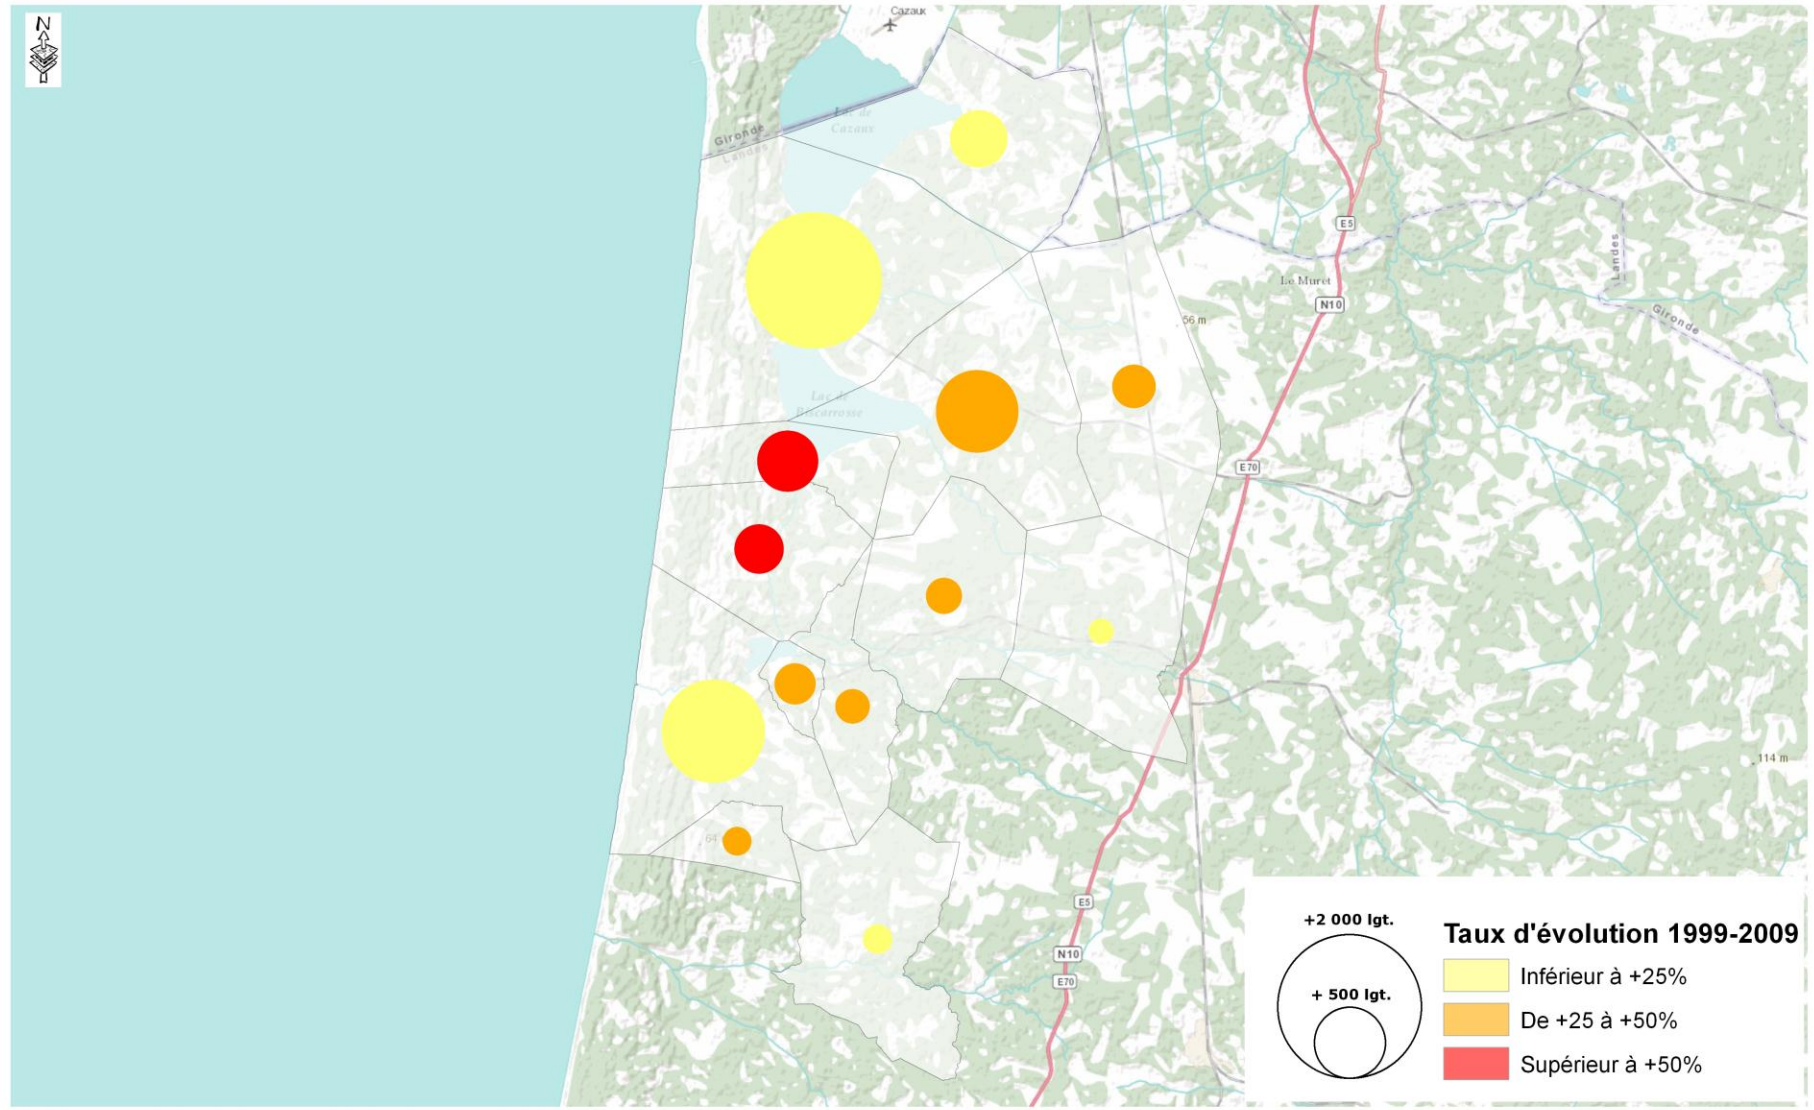 N
Cazaux
Lac de
Cazaux
Gironde
Landes
E5
Landes
Le Muret
N10
56 m
Gironde
Lac de
Biscarrosse
E70
114 m
64
E5
N10
E70
+2 000 lgt.
+ 500 lgt.
Taux d'évolution 1999-2009
Inférieur à +25%
De +25 à +50%
Supérieur à +50%